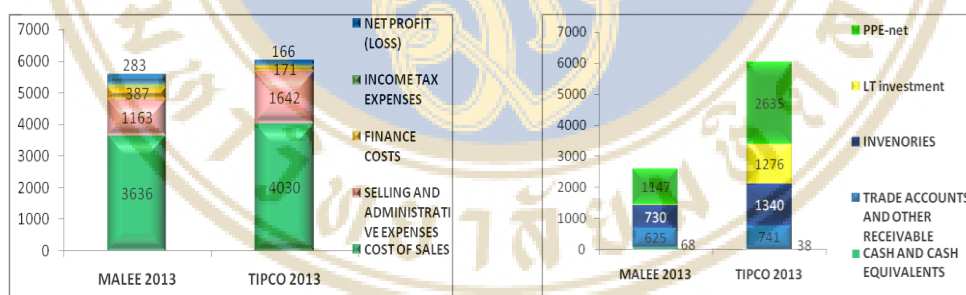 7000
6000
5000
4000
3000
2000
1000
0
283
387
1163
3636
166
171
1642
4030
MALEE 2013
TIPCO 2013
NET PROFIT
(LOSS)
INCOME TAX
EXPENSES
FINANCE
COSTS
SELLING AND
ADMINISTRATI
VE EXPENSES
COST OF SALES
7000
6000
5000
4000
3000
2000
1000
0
1147
730
625
68
2635
1276
1340
741
38
MALEE 2013
TIPCO 2013
PPE-net
LT investment
INVENORIES
TRADE ACCOUNTS
AND OTHER
RECEIVABLE
CASH AND CASH
EQUIVALENTS